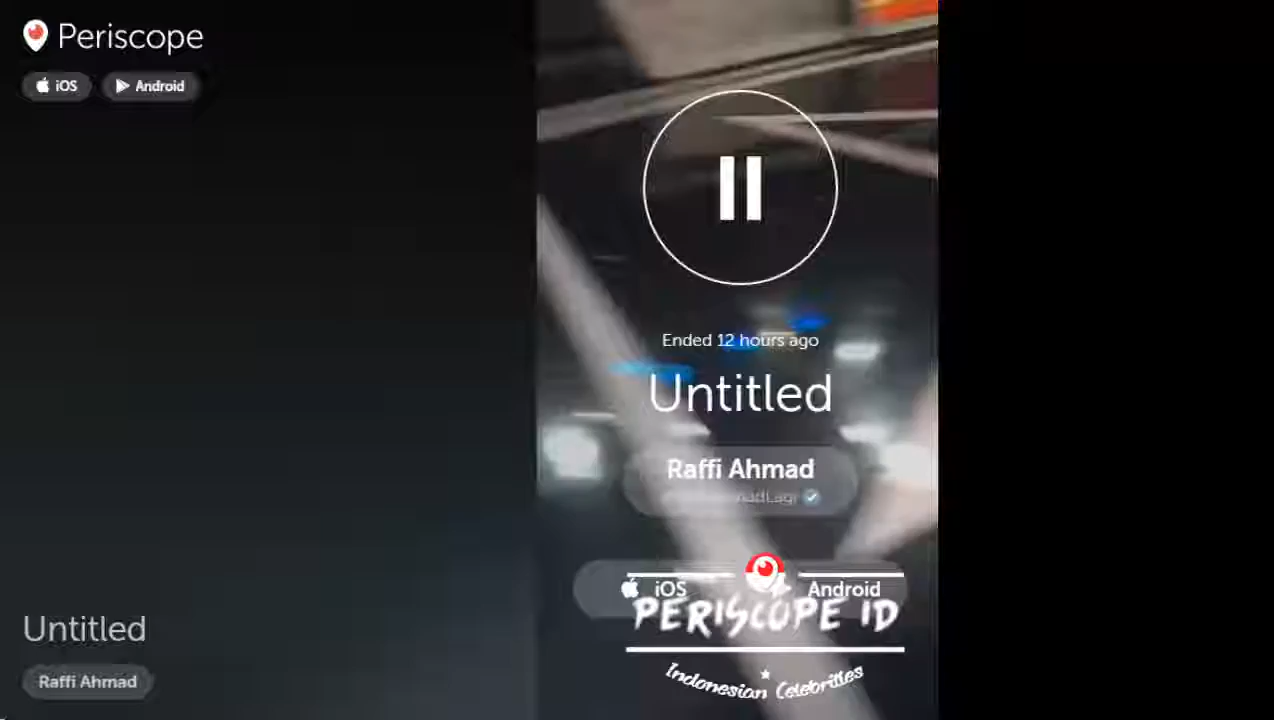 Periscope
iOS
Android
Ended 12 hours ago
Untitled
Raffi Ahmad
iOS
Android
PERISCOPE ID
Indonesian Celebrities
Untitled
Raffi Ahmad